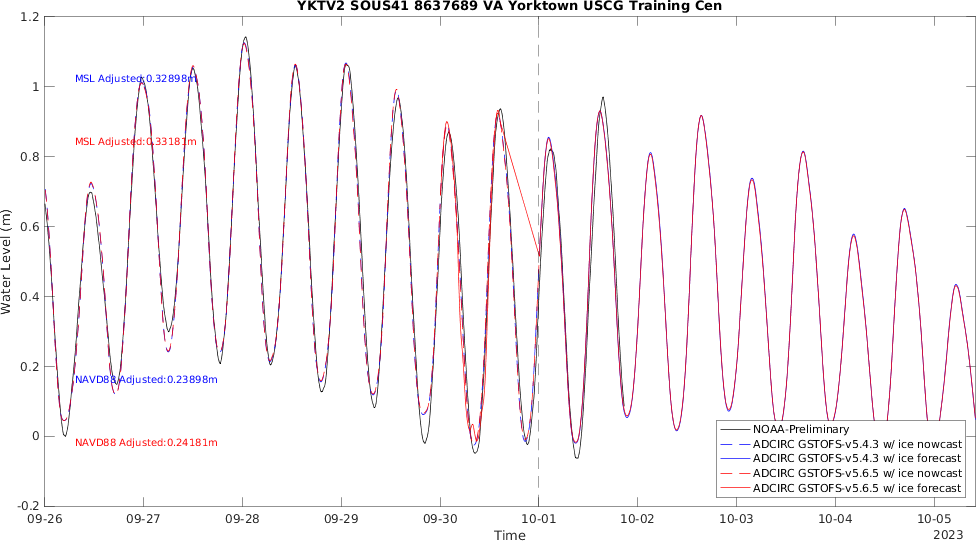 YKTV2 SOUS41 8637689 VA Yorktown USCG Training Cen
1.2
1
0.8
0.6
0.4
0.2
0
-0.2
Water Level (m)
MSL Adjusted:0.32898m
MSL Adjusted:0.33181m
NAVD88 Adjusted:0.23898m
NAVD88 Adjusted:0.24181m
NOAA-Preliminary
ADCIRC GSTOFS-v5.4.3 w/ ice nowcast
ADCIRC GSTOFS-v5.4.3 w/ ice forecast
ADCIRC GSTOFS-v5.6.5 w/ ice nowcast
ADCIRC GSTOFS-v5.6.5 w/ ice forecast
09-26 09-27 09-28 09-29 09-30 10-01 10-02 10-03 10-04 10-05
Time
2023